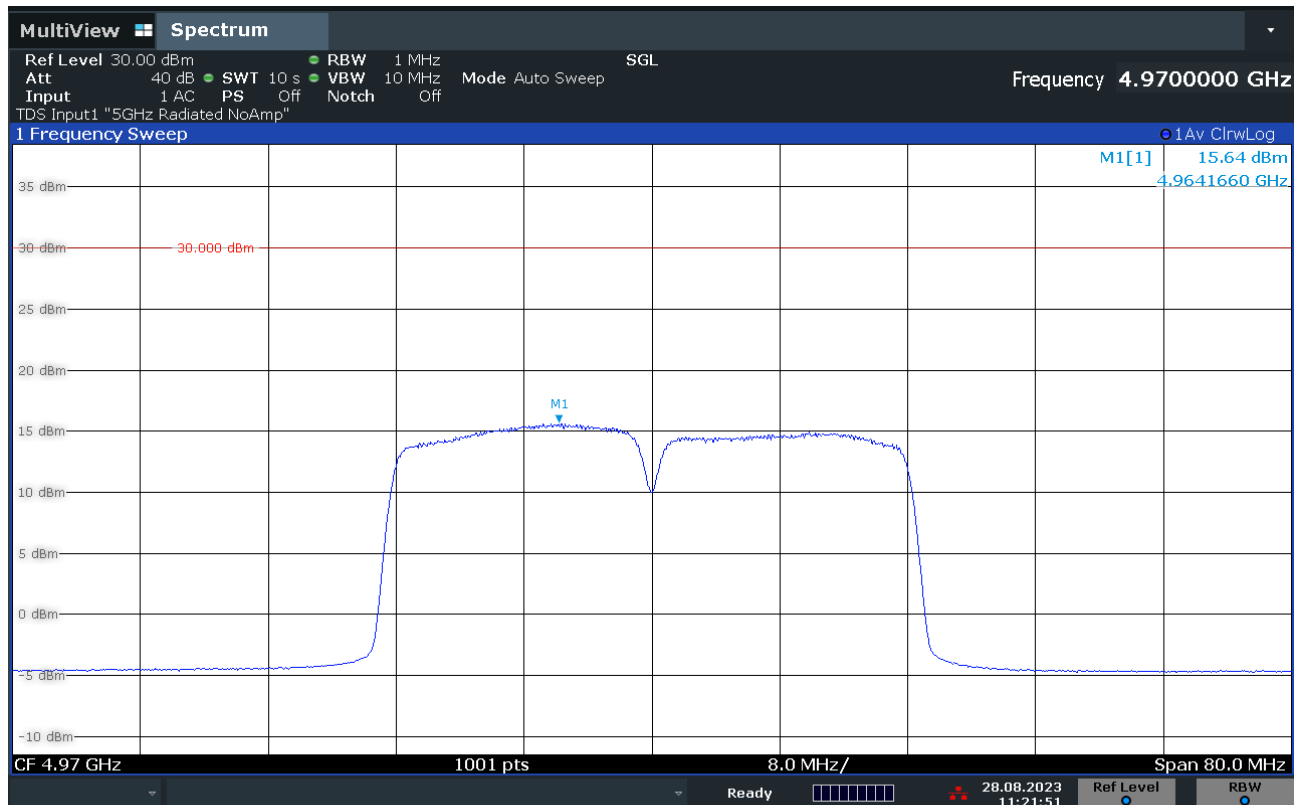 MultiView Spectrum
Ref Level 30.00 dBm RBW 1 MHz SGL
Att 40 dB SWT 10 s VBW 10 MHz Mode Auto Sweep Frequency 4.9700000 GHz
Input 1 AC PS Off Notch Off
TDS Input1 "5GHz Radiated NoAmp"
1 Frequency Sweep 1Av ClrwLog
M1[1] 15.64 dBm
4.9641660 GHz
35 dBm
30 dBm 30.000 dBm
25 dBm
20 dBm
M1
15 dBm
10 dBm
5 dBm
0 dBm
-5 dBm
-10 dBm
CF 4.97 GHz 1001 pts 8.0 MHz/ Span 80.0 MHz
Ready 28.08.2023 Ref Level RBW
11:21:51